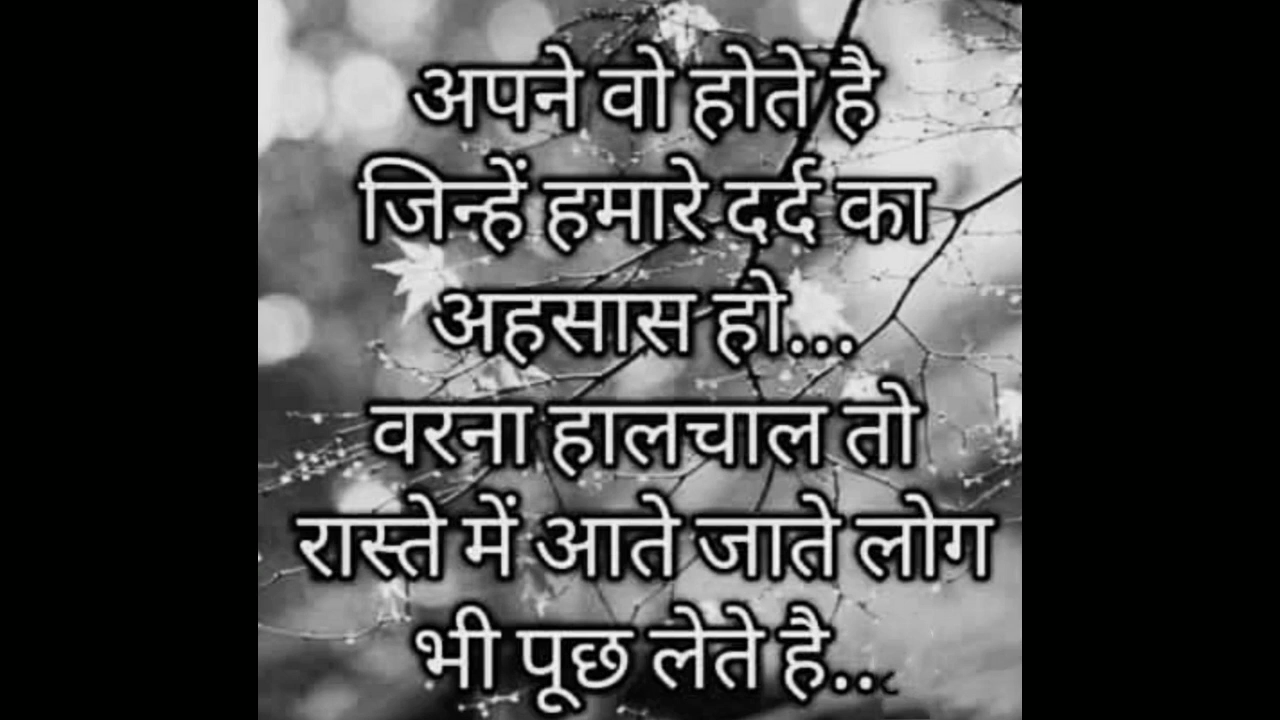 अपने वो होते है
जिन्हें हमारे दर्द का
अहसास हो...
वरना हालचाल तो
रास्ते में आते जाते लोग
भी पूछ लेते है...